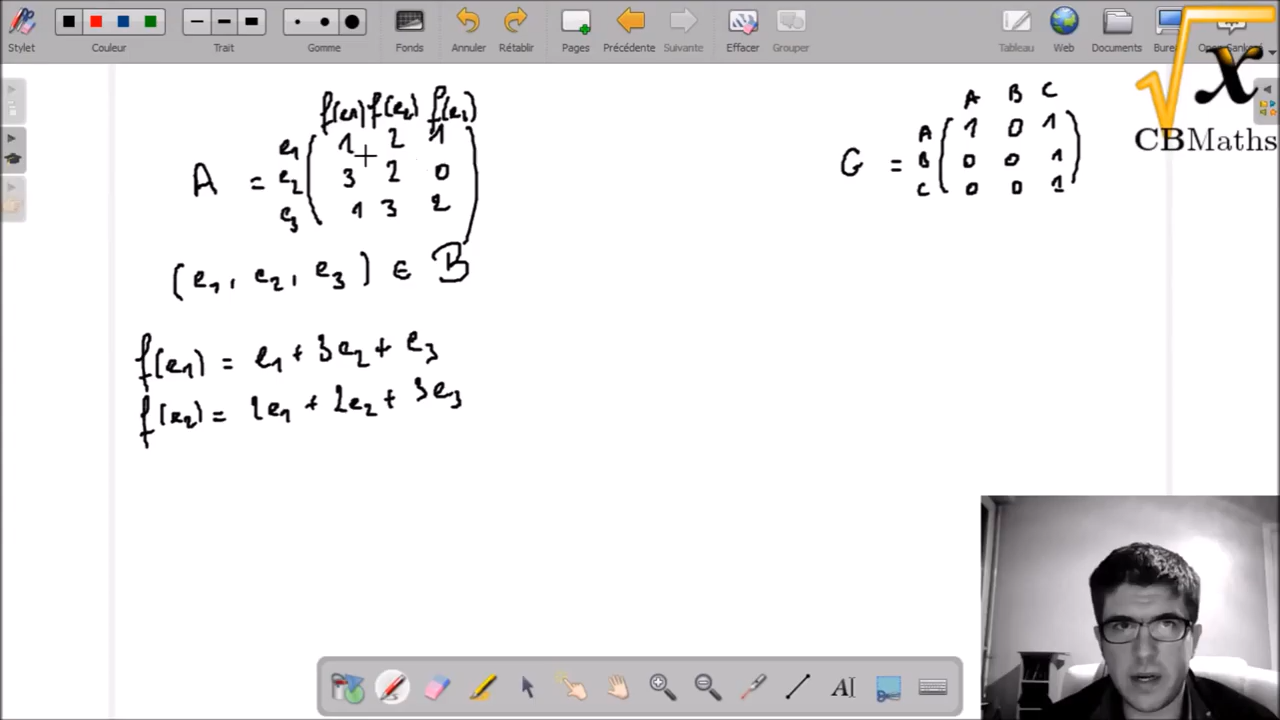 Stylet Couleur Trait Gomme Fonds Annuler Rétablir Pages Précédente Suivante Effacer Grouper Tableau Web Documents
√x
CBMaths
f(e1) f(e2) f(e3)
A = e1 ( 1 2 1
e2 3 2 0
e3 1 3 2 )
(e1, e2, e3) ∈ B
f(e1) = e1 + 3e2 + e3
f(e2) = 2e1 + 2e2 + 3e3
A B C
G = A ( 1 0 1
B 0 0 1
C 0 0 1 )
AI